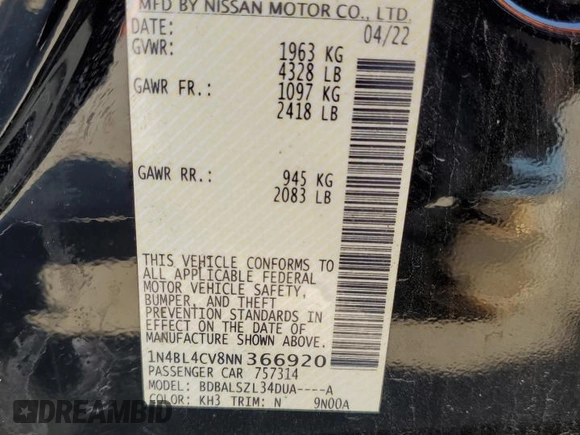 MFD BY NISSAN MOTOR CO., LTD.
DATE: 04/22
GVWR: 1963 KG
4328 LB
GAWR FR.: 1097 KG
2418 LB
GAWR RR.: 945 KG
2083 LB
THIS VEHICLE CONFORMS TO
ALL APPLICABLE FEDERAL
MOTOR VEHICLE SAFETY,
BUMPER, AND THEFT
PREVENTION STANDARDS IN
EFFECT ON THE DATE OF
MANUFACTURE SHOWN ABOVE.
1N4BL4CV8NN366920
PASSENGER CAR 757314
MODEL: BDBALSZL34DUA----A
COLOR: KH3 TRIM: N 9N00A
AutoBidMaster